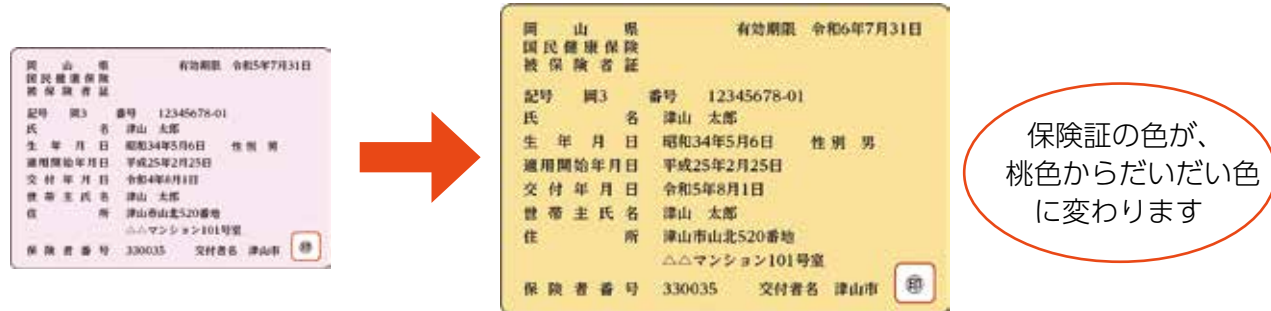 岡山県 有効期限 令和5年7月31日
国民健康保険
被保険者証
記号 岡3 番号 12345678-01
氏名 津山 太郎
生年月日 昭和34年5月6日 性別 男
適用開始年月日 平成25年2月25日
交付年月日 令和4年8月1日
世帯主氏名 津山 太郎
住所 津山市山北520番地
△△マンション101号室
保険者番号 330035 交付者名 津山市 ㊞
岡山県 有効期限 令和6年7月31日
国民健康保険
被保険者証
記号 岡3 番号 12345678-01
氏名 津山 太郎
生年月日 昭和34年5月6日 性別 男
適用開始年月日 平成25年2月25日
交付年月日 令和5年8月1日
世帯主氏名 津山 太郎
住所 津山市山北520番地
△△マンション101号室
保険者番号 330035 交付者名 津山市 ㊞
保険証の色が、
桃色からだいだい色
に変わります